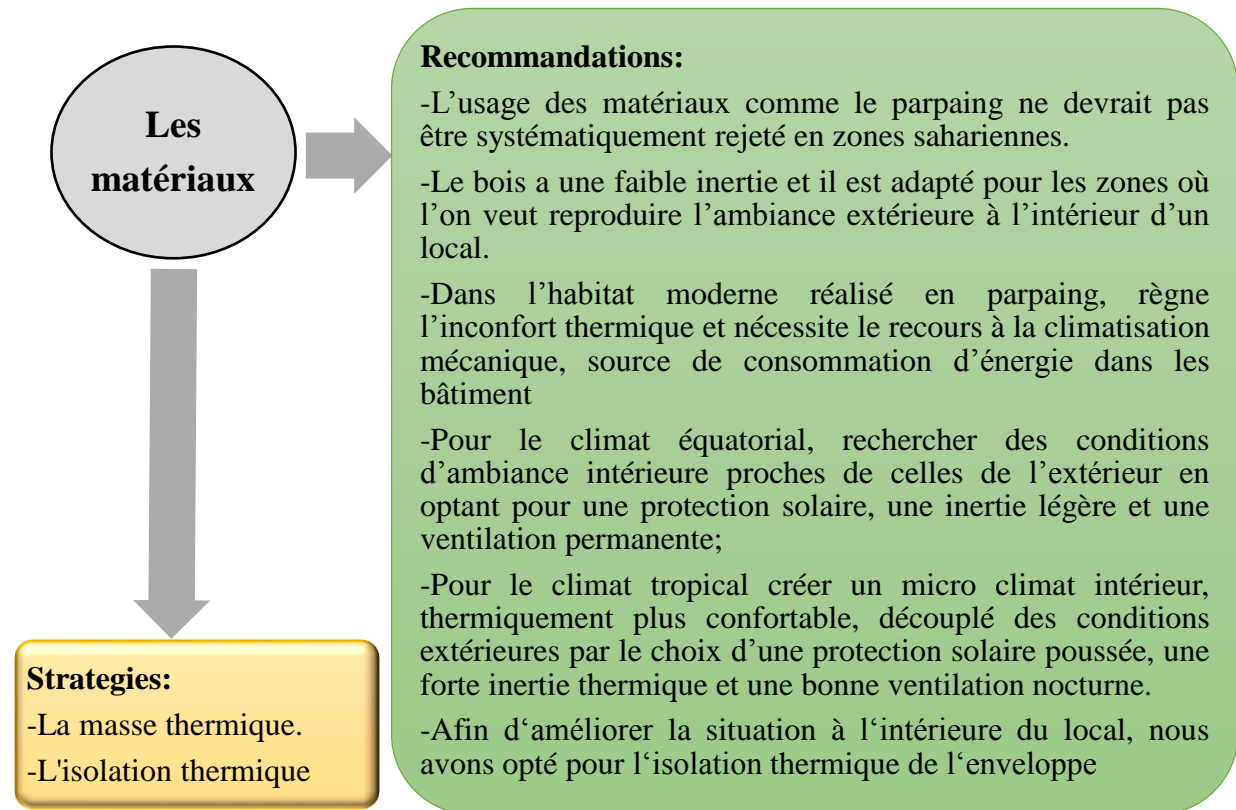 Les
matériaux
Recommandations:
-L’usage des matériaux comme le parpaing ne devrait pas
être systématiquement rejeté en zones sahariennes.
-Le bois a une faible inertie et il est adapté pour les zones où
l’on veut reproduire l’ambiance extérieure à l’intérieur d’un
local.
-Dans l’habitat moderne réalisé en parpaing, règne
l’inconfort thermique et nécessite le recours à la climatisation
mécanique, source de consommation d’énergie dans les
bâtiment
-Pour le climat équatorial, rechercher des conditions
d’ambiance intérieure proches de celles de l’extérieur en
optant pour une protection solaire, une inertie légère et une
ventilation permanente;
-Pour le climat tropical créer un micro climat intérieur,
thermiquement plus confortable, découplé des conditions
extérieures par le choix d’une protection solaire poussée, une
forte inertie thermique et une bonne ventilation nocturne.
-Afin d‘améliorer la situation à l‘intérieure du local, nous
avons opté pour l‘isolation thermique de l‘enveloppe
Strategies:
-La masse thermique.
-L'isolation thermique